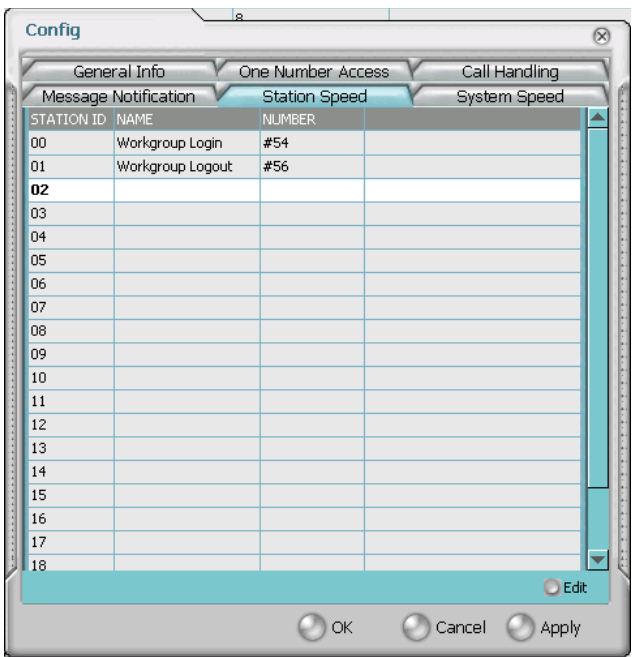 8
Config
General Info One Number Access Call Handling
Message Notification Station Speed System Speed
STATION ID NAME NUMBER
00 Workgroup Login #54
01 Workgroup Logout #56
02
03
04
05
06
07
08
09
10
11
12
13
14
15
16
17
18
Edit
OK Cancel Apply